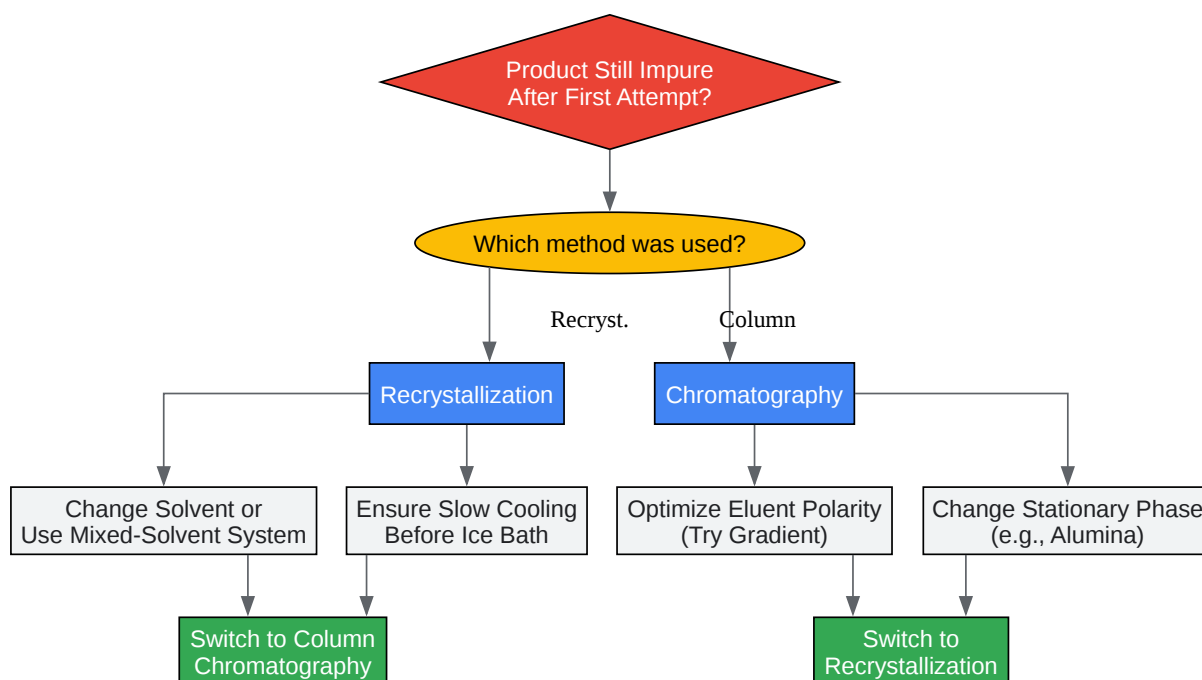 Product Still Impure
After First Attempt?
Which method was used?
Recryst.
Column
Recrystallization
Chromatography
Change Solvent or
Use Mixed-Solvent System
Ensure Slow Cooling
Before Ice Bath
Optimize Eluent Polarity
(Try Gradient)
Change Stationary Phase
(e.g., Alumina)
Switch to Column
Chromatography
Switch to
Recrystallization